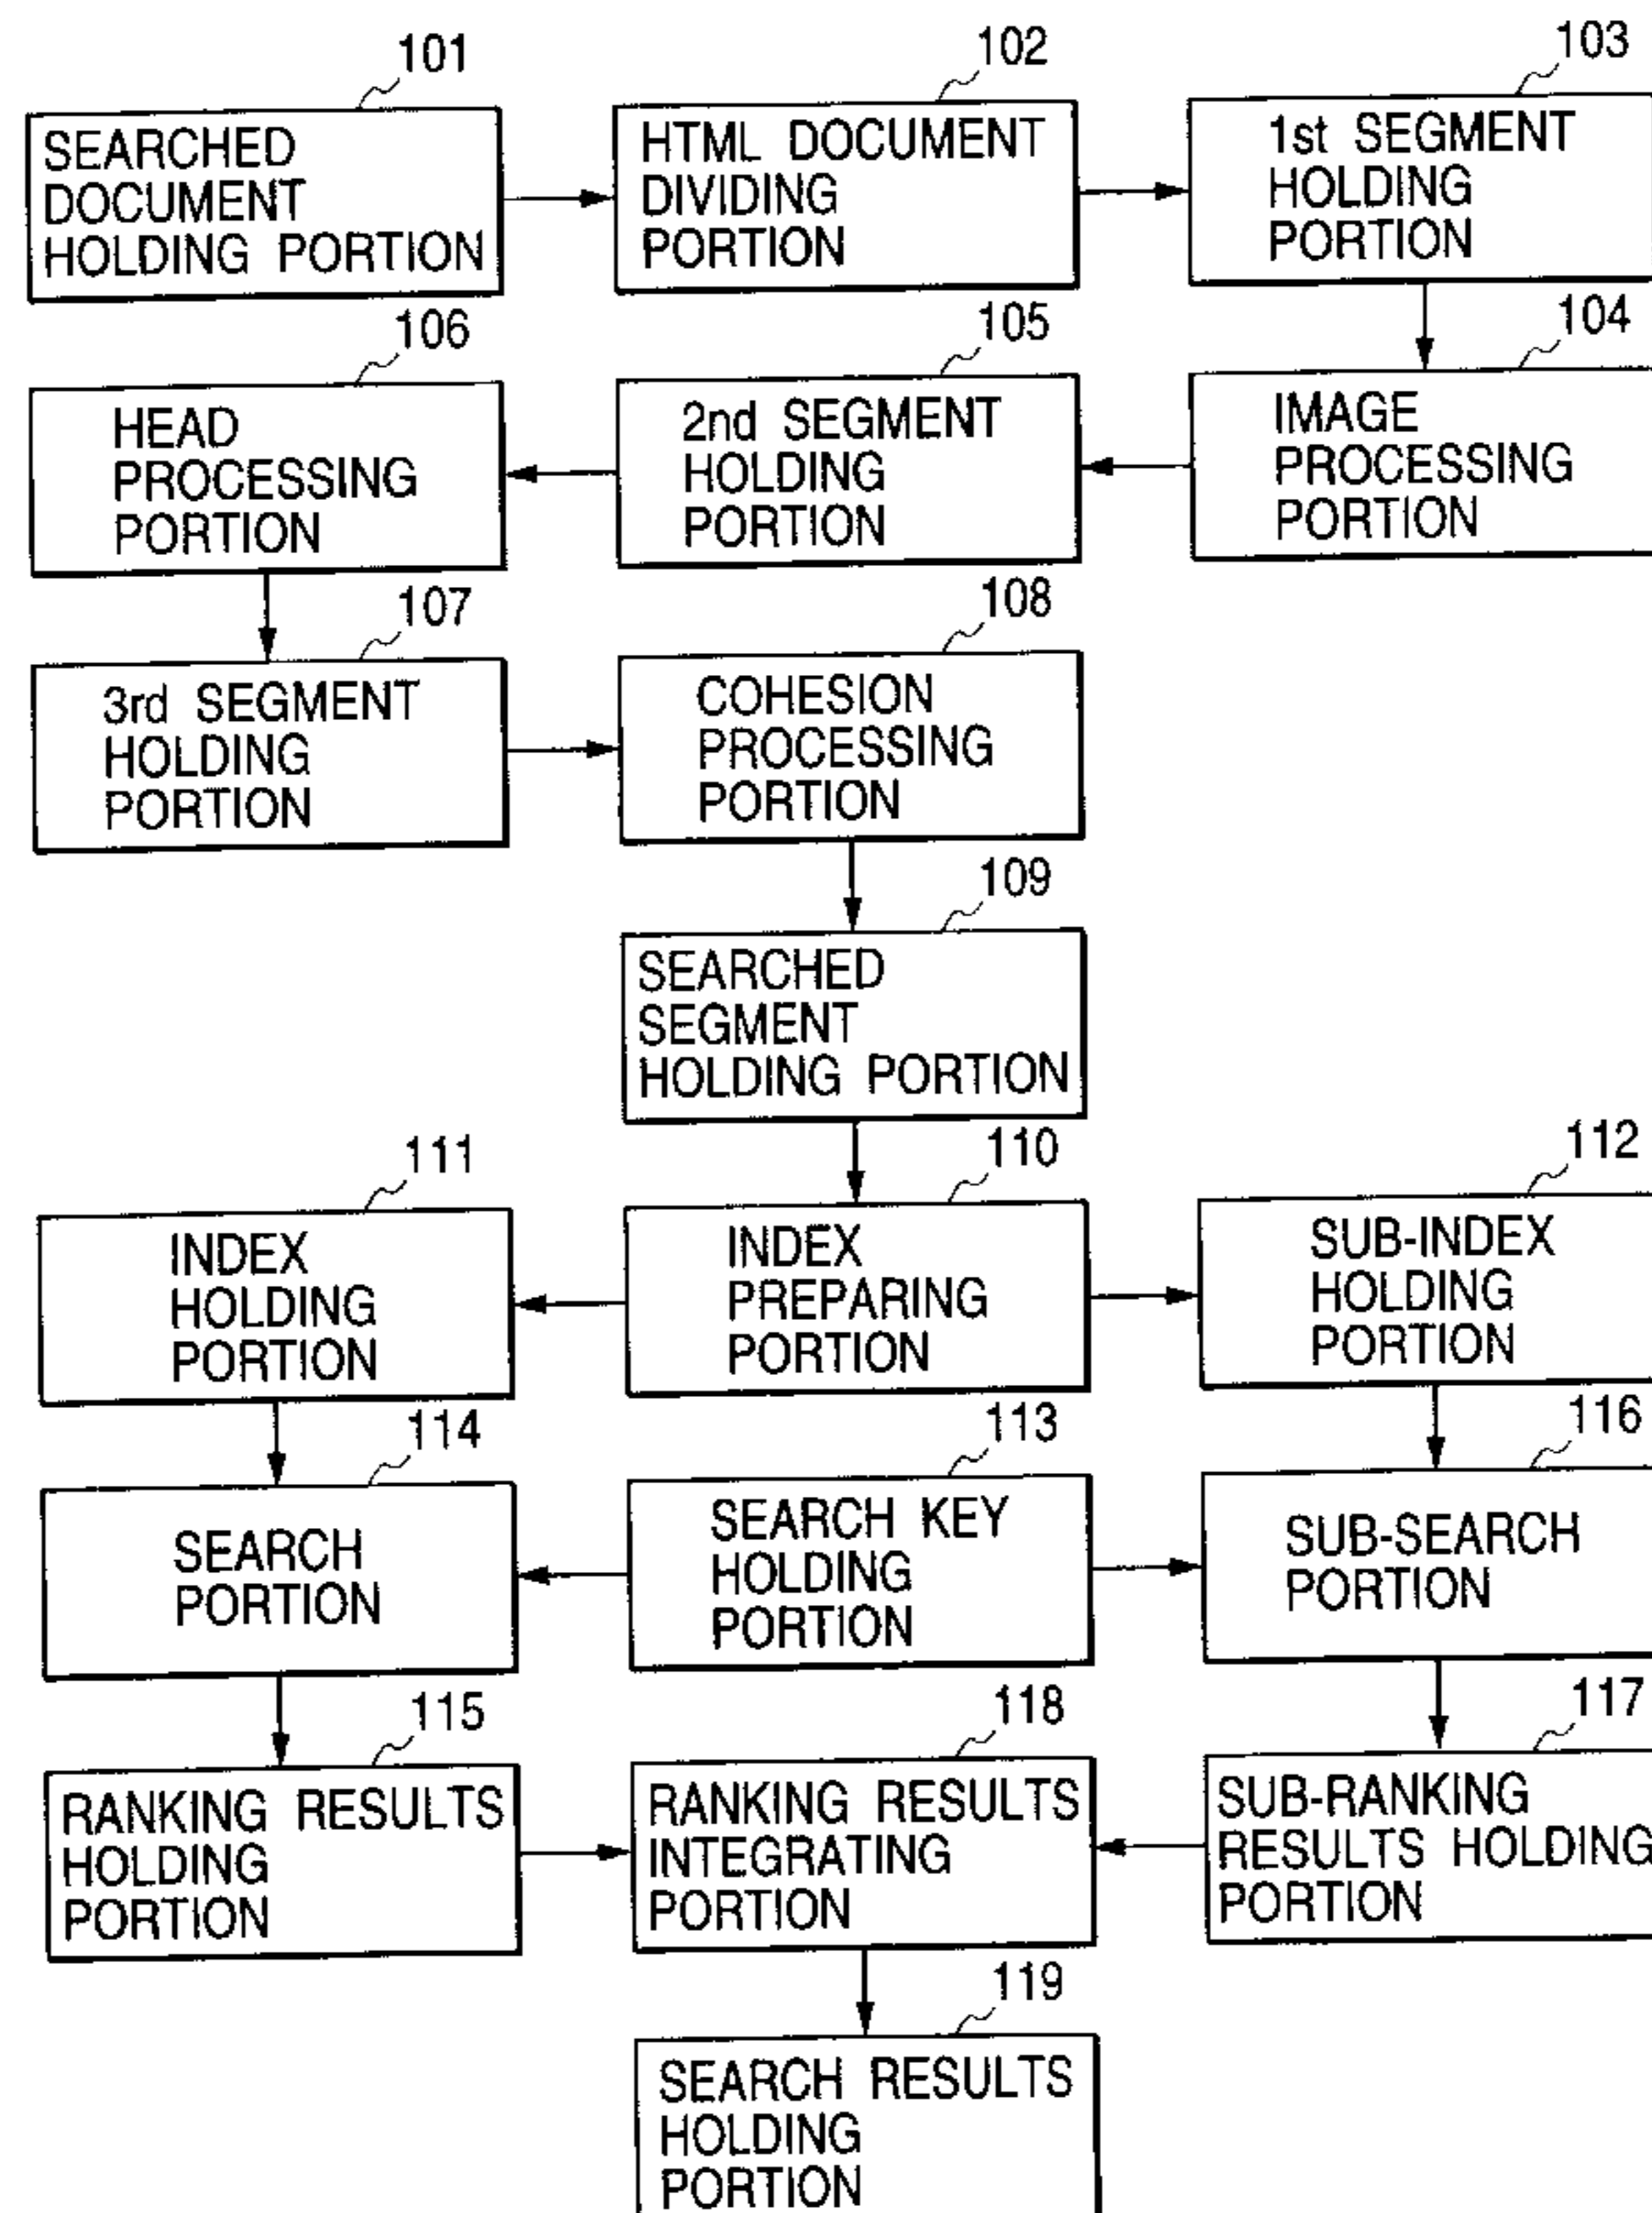 101
SEARCHED
DOCUMENT
HOLDING PORTION
102
HTML DOCUMENT
DIVIDING
PORTION
103
1st SEGMENT
HOLDING
PORTION
106
HEAD
PROCESSING
PORTION
105
2nd SEGMENT
HOLDING
PORTION
104
IMAGE
PROCESSING
PORTION
107
3rd SEGMENT
HOLDING
PORTION
108
COHESION
PROCESSING
PORTION
109
SEARCHED
SEGMENT
HOLDING PORTION
111
INDEX
HOLDING
PORTION
110
INDEX
PREPARING
PORTION
112
SUB-INDEX
HOLDING
PORTION
114
SEARCH
PORTION
113
SEARCH KEY
HOLDING
PORTION
116
SUB-SEARCH
PORTION
115
RANKING RESULTS
HOLDING
PORTION
118
RANKING RESULTS
INTEGRATING
PORTION
117
SUB-RANKING
RESULTS HOLDING
PORTION
119
SEARCH RESULTS
HOLDING
PORTION